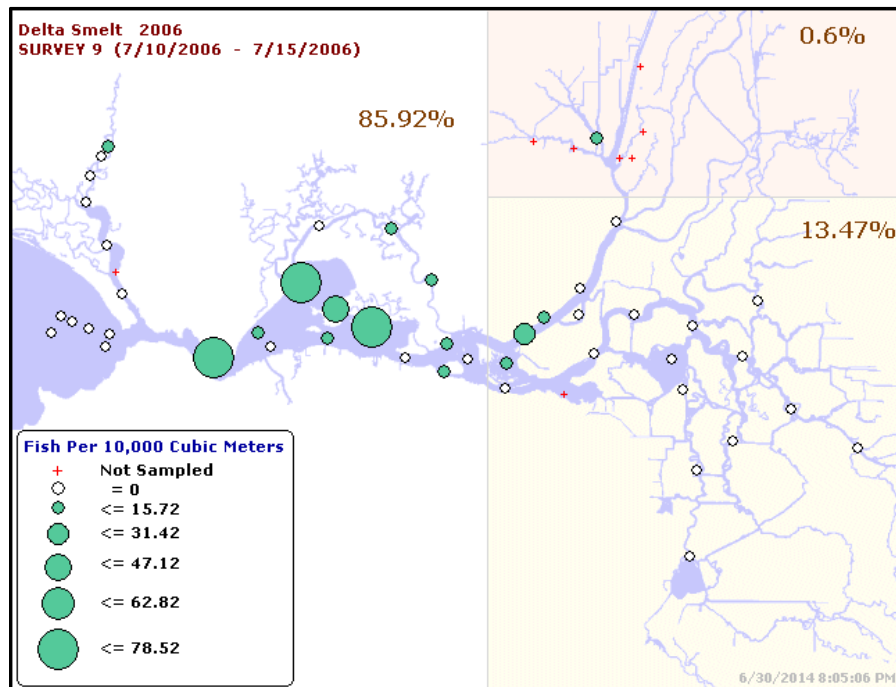 Delta Smelt 2006
SURVEY 9 (7/10/2006 - 7/15/2006)
0.6%
85.92%
13.47%
Fish Per 10,000 Cubic Meters
Not Sampled
= 0
<= 15.72
<= 31.42
<= 47.12
<= 62.82
<= 78.52
6/30/2014 8:05:06 PM